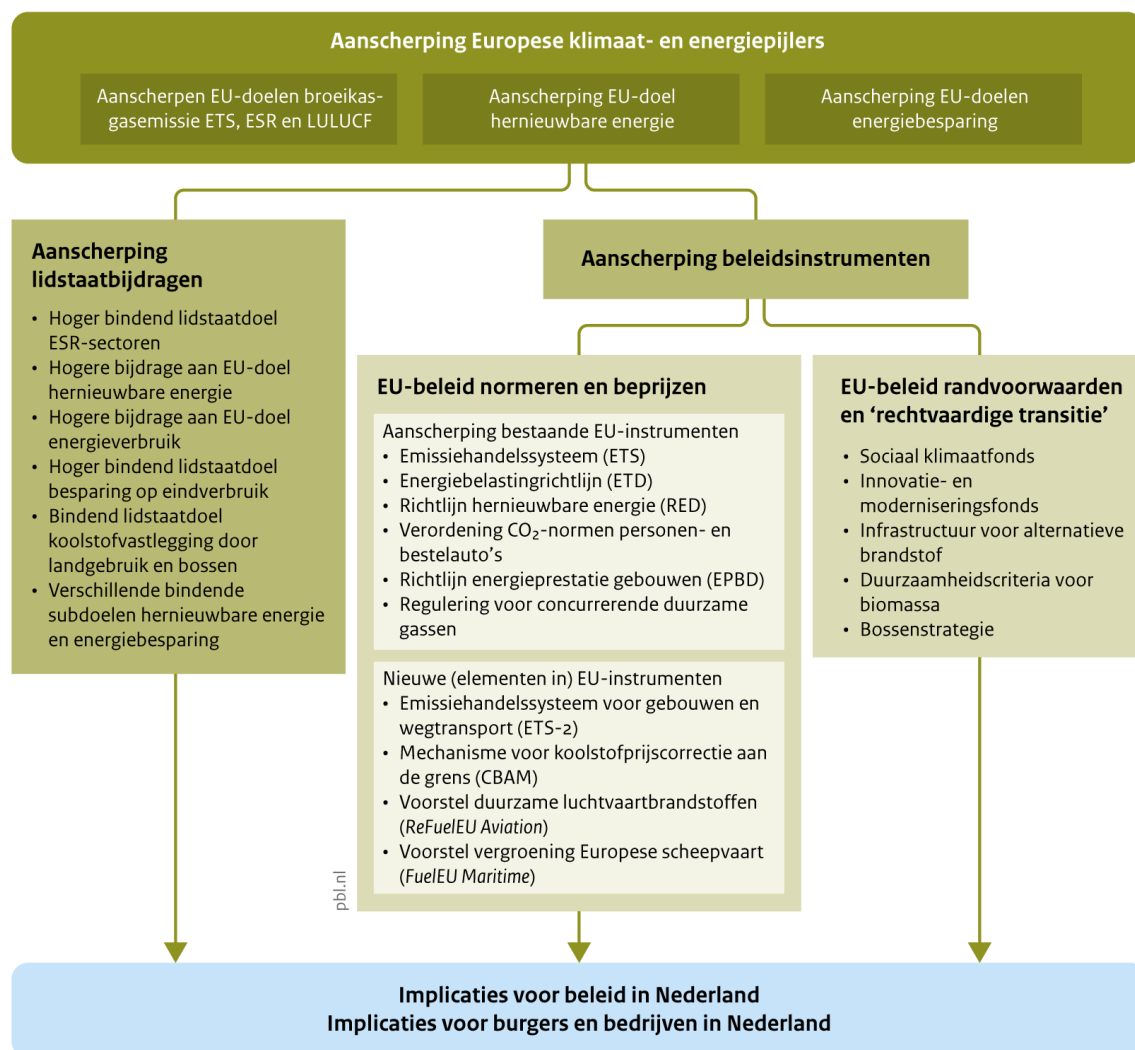 Aanscherping Europese klimaat- en energiepijlers
Aanscherpen EU-doelen broeikas-
gasemissie ETS, ESR en LULUCF
Aanscherping EU-doel
hernieuwbare energie
Aanscherping EU-doelen
energiebesparing
Aanscherping
lidstaatbijdragen
• Hoger bindend lidstaatdoel
ESR-sectoren
• Hogere bijdrage aan EU-doel
hernieuwbare energie
• Hogere bijdrage aan EU-doel
energieverbruik
• Hoger bindend lidstaatdoel
besparing op eindverbruik
• Bindend lidstaatdoel
koolstofvastlegging door
landgebruik en bossen
• Verschillende bindende
subdoelen hernieuwbare energie
en energiebesparing
Aanscherping beleidsinstrumenten
EU-beleid normeren en beprijzen
Aanscherping bestaande EU-instrumenten
• Emissiehandelssysteem (ETS)
• Energiebelastingrichtlijn (ETD)
• Richtlijn hernieuwbare energie (RED)
• Verordening CO₂-normen personen- en
bestelauto’s
• Richtlijn energieprestatie gebouwen (EPBD)
• Regulering voor concurrerende duurzame
gassen
Nieuwe (elementen in) EU-instrumenten
• Emissiehandelssysteem voor gebouwen en
wegtransport (ETS-2)
• Mechanisme voor koolstofprijscorrectie aan
de grens (CBAM)
• Voorstel duurzame luchtvaartbrandstoffen
(ReFuelEU Aviation)
• Voorstel vergroening Europese scheepvaart
(FuelEU Maritime)
EU-beleid randvoorwaarden
en ‘rechtvaardige transitie’
• Sociaal klimaatfonds
• Innovatie- en
moderniseringsfonds
• Infrastructuur voor alternatieve
brandstof
• Duurzaamheidscriteria voor
biomassa
• Bossenstrategie
pbl.nl
Implicaties voor beleid in Nederland
Implicaties voor burgers en bedrijven in Nederland